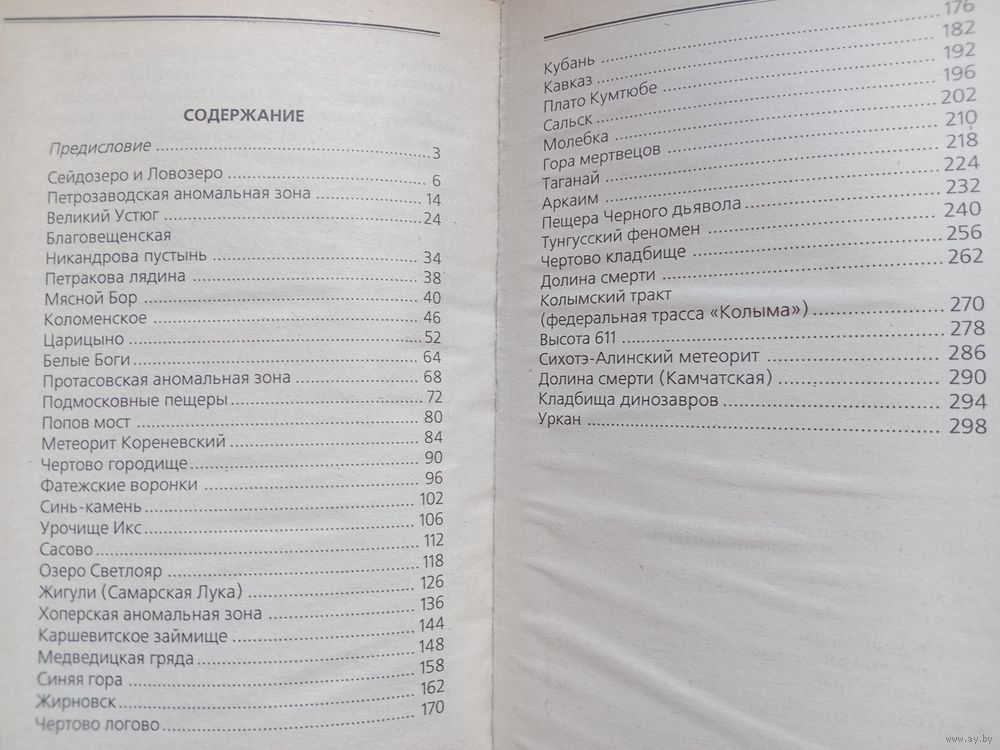 СОДЕРЖАНИЕ
Предисловие ........ 3
Сейдозеро и Ловозеро ........ 6
Петрозаводская аномальная зона ........ 14
Великий Устюг ........ 24
Благовещенская
Никандрова пустынь ........ 34
Петракова лядина ........ 38
Мясной Бор ........ 40
Коломенское ........ 46
Царицыно ........ 52
Белые Боги ........ 64
Протасовская аномальная зона ........ 68
Подмосковные пещеры ........ 72
Попов мост ........ 80
Метеорит Кореневский ........ 84
Чертово городище ........ 90
Фатежские воронки ........ 96
Синь-камень ........ 102
Урочище Икс ........ 106
Сасово ........ 112
Озеро Светлояр ........ 118
Жигули (Самарская Лука) ........ 126
Хоперская аномальная зона ........ 136
Каршевитское займище ........ 144
Медведицкая гряда ........ 148
Синяя гора ........ 158
Жирновск ........ 162
Чертово логово ........ 170
Кубань ........ 176
Кавказ ........ 182
Плато Кумтюбе ........ 192
Сальск ........ 196
Молебка ........ 202
Гора мертвецов ........ 210
Таганай ........ 218
Аркаим ........ 224
Пещера Черного дьявола ........ 232
Тунгусский феномен ........ 240
Чертово кладбище ........ 256
Долина смерти ........ 262
Колымский тракт
(федеральная трасса «Колыма») ........ 270
Высота 611 ........ 278
Сихотэ-Алинский метеорит ........ 286
Долина смерти (Камчатская) ........ 290
Кладбища динозавров ........ 294
Уркан ........ 298
www.ay.by